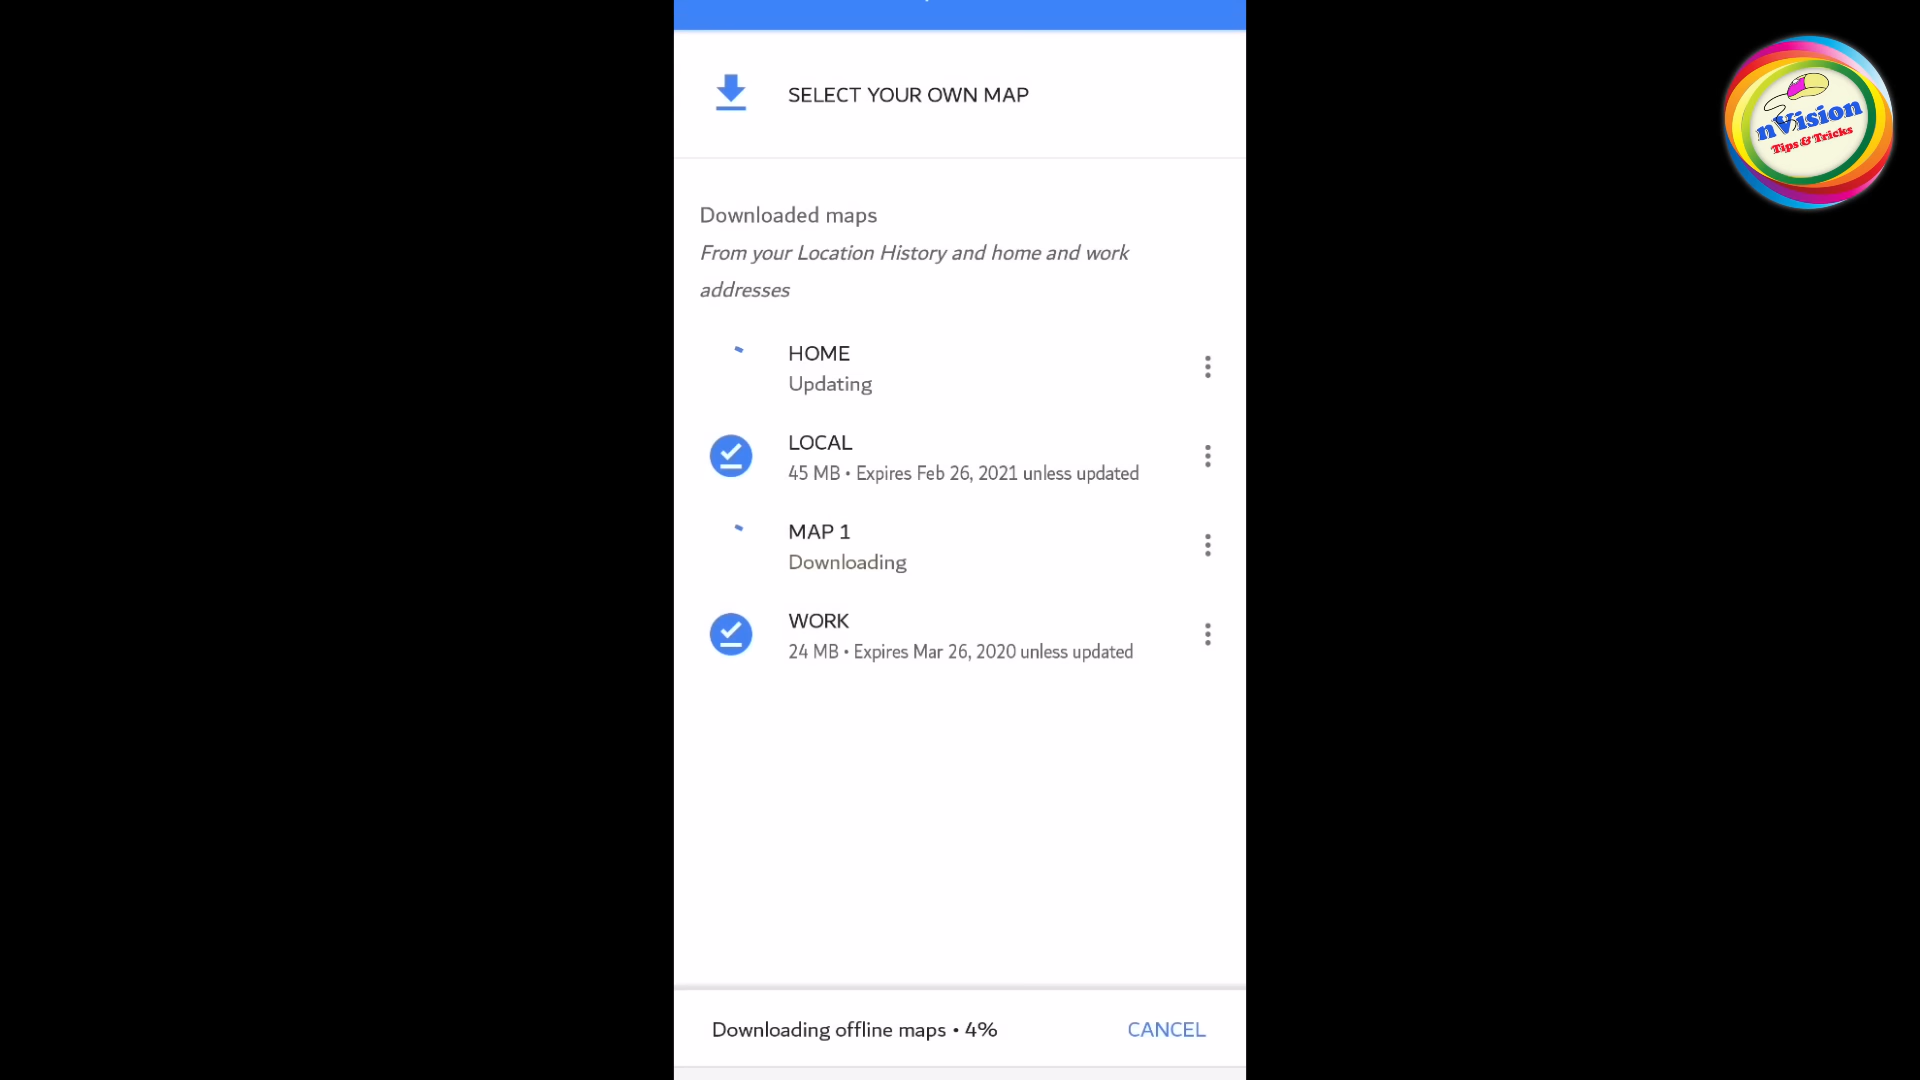 SELECT YOUR OWN MAP
nVision
Tips & Tricks
Downloaded maps
From your Location History and home and work
addresses
HOME
Updating
LOCAL
45 MB • Expires Feb 26, 2021 unless updated
MAP 1
Downloading
WORK
24 MB • Expires Mar 26, 2020 unless updated
Downloading offline maps • 4%
CANCEL